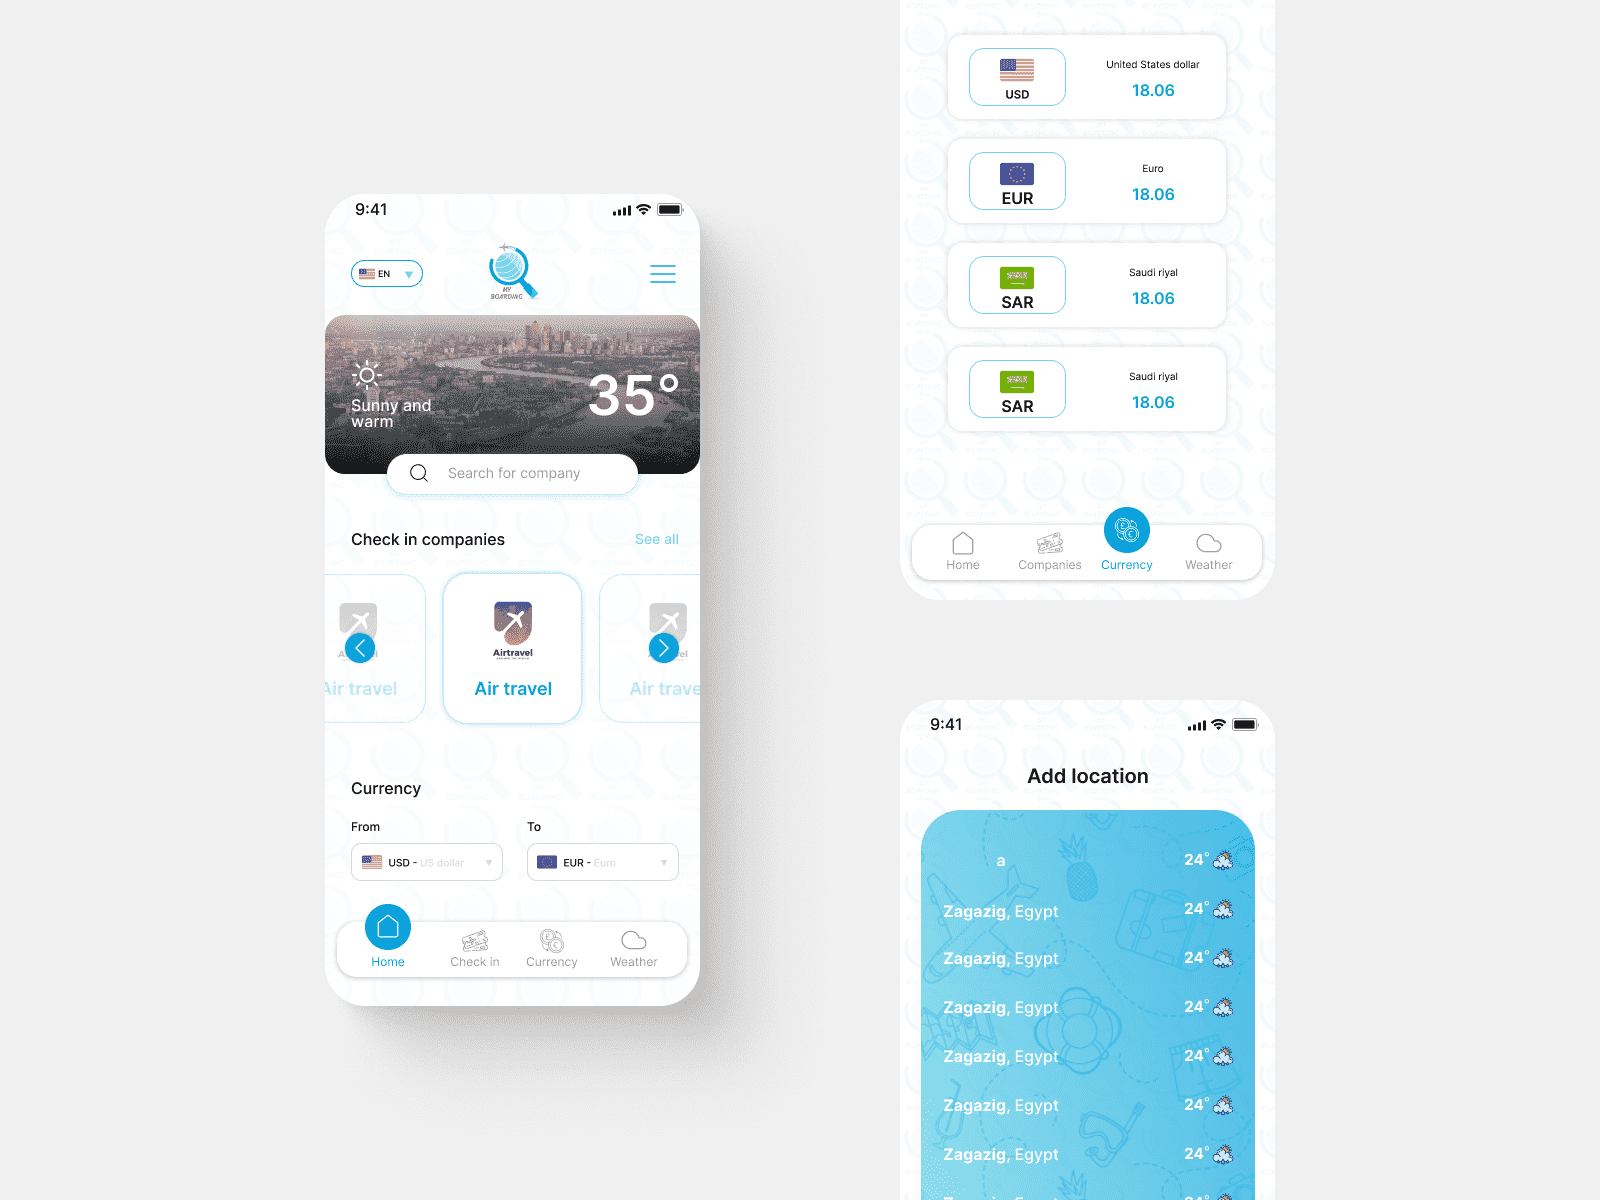 9:41
EN
MY
BOARDING
Sunny and
warm
35°
Search for company
Check in companies
See all
Airtravel
Air travel
Air travel
Air trave
Currency
From
To
USD - US dollar
EUR - Euro
Home
Check in
Currency
Weather
USD
United States dollar
18.06
EUR
Euro
18.06
SAR
Saudi riyal
18.06
SAR
Saudi riyal
18.06
Home
Companies
Currency
Weather
9:41
Add location
a 24°
Zagazig, Egypt 24°
Zagazig, Egypt 24°
Zagazig, Egypt 24°
Zagazig, Egypt 24°
Zagazig, Egypt 24°
Zagazig, Egypt 24°